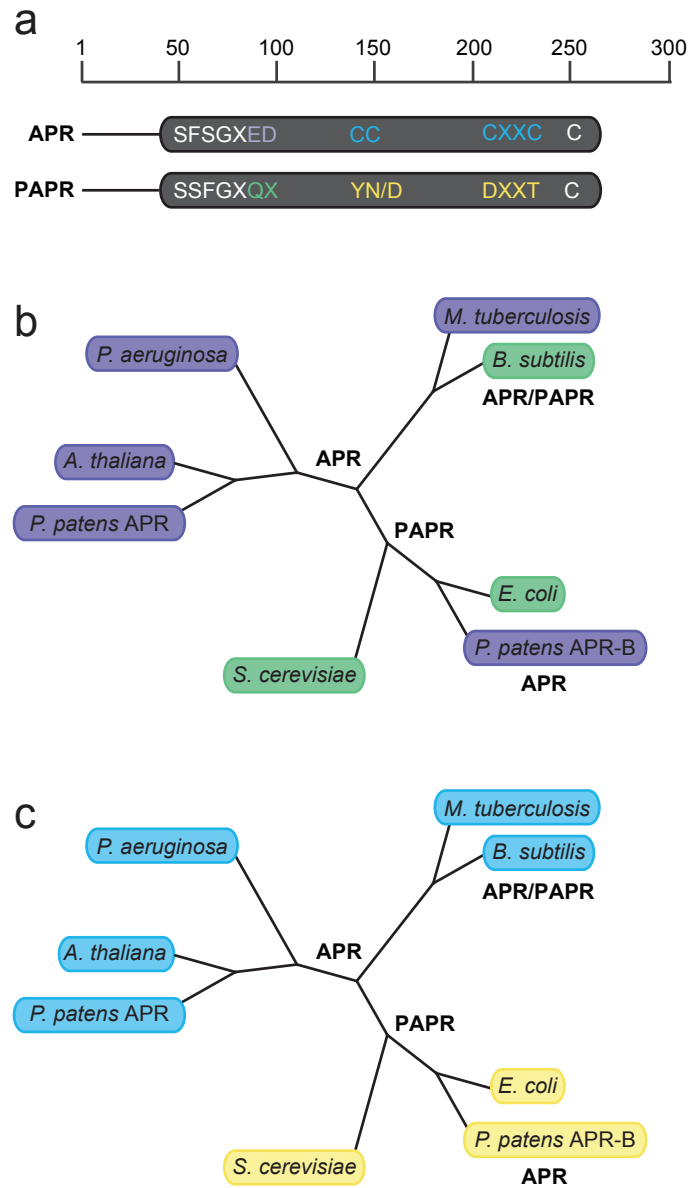 a
1 50 100 150 200 250 300
APR SFSGXED CC CXXC C
PAPR SSFGXQX YN/D DXXT C
b
M. tuberculosis
P. aeruginosa
B. subtilis
APR/PAPR
A. thaliana
APR
P. patens APR
PAPR
E. coli
P. patens APR-B
S. cerevisiae
APR
c
M. tuberculosis
P. aeruginosa
B. subtilis
APR/PAPR
A. thaliana
APR
P. patens APR
PAPR
E. coli
P. patens APR-B
S. cerevisiae
APR